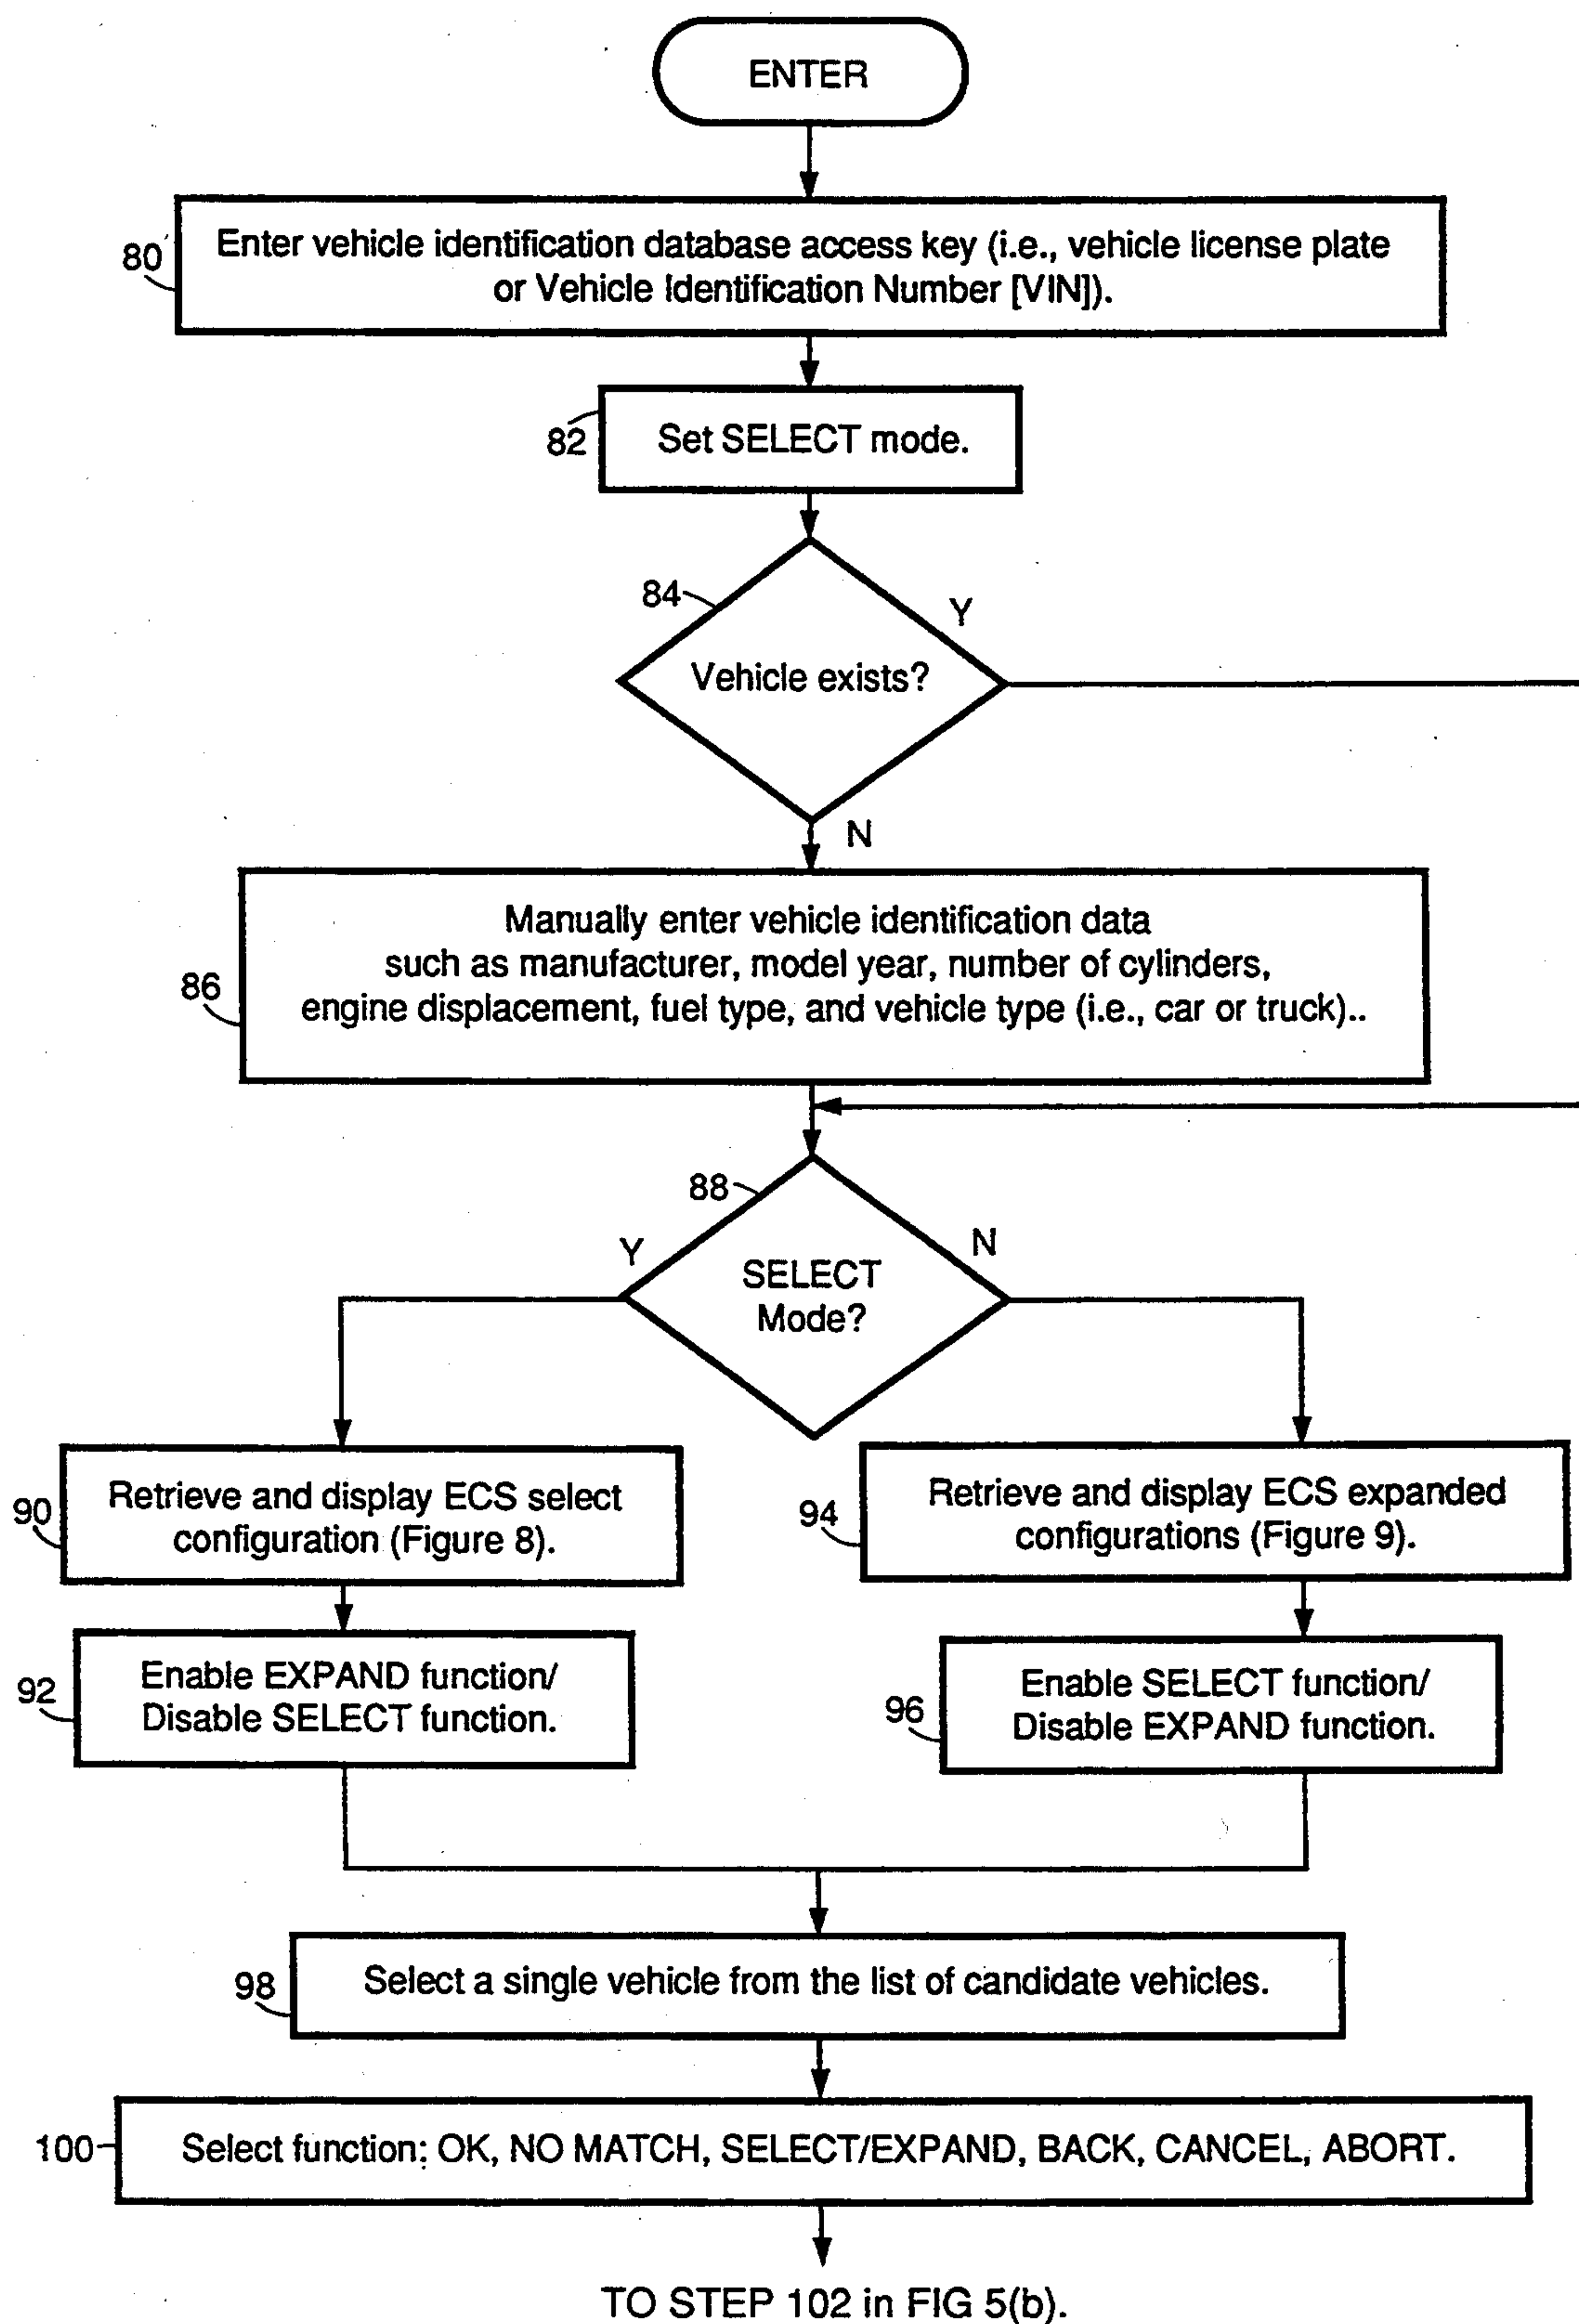 ENTER
80
Enter vehicle identification database access key (i.e., vehicle license plate
or Vehicle Identification Number [VIN]).
82
Set SELECT mode.
84
Y
Vehicle exists?
N
Manually enter vehicle identification data
such as manufacturer, model year, number of cylinders,
86
engine displacement, fuel type, and vehicle type (i.e., car or truck)..
88
Y
N
SELECT
Mode?
90
Retrieve and display ECS select
configuration (Figure 8).
94
Retrieve and display ECS expanded
configurations (Figure 9).
92
Enable EXPAND function/
Disable SELECT function.
96
Enable SELECT function/
Disable EXPAND function.
98
Select a single vehicle from the list of candidate vehicles.
100
Select function: OK, NO MATCH, SELECT/EXPAND, BACK, CANCEL, ABORT.
TO STEP 102 in FIG 5(b).